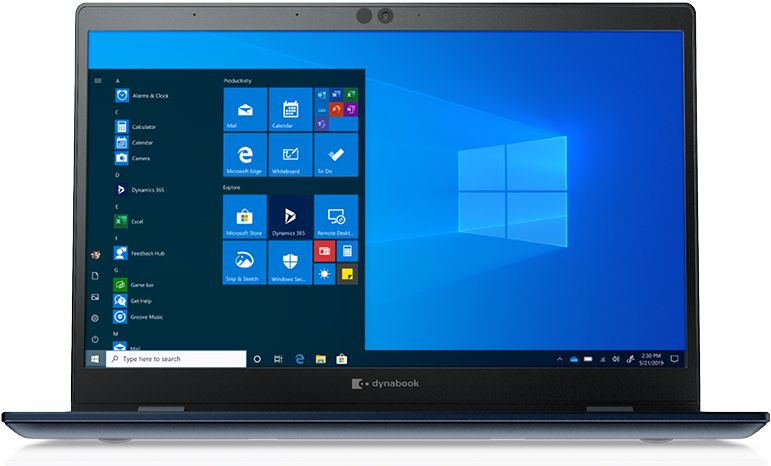 A
Alarms & Clock
C
Calculator
Calendar
Camera
D
Dynamics 365
E
Excel
F
Feedback Hub
G
Game bar
Get Help
Groove Music
M
Mail
Productivity
Mail
Calendar
Microsoft Edge
Whiteboard
To Do
Explore
Microsoft Store
Dynamics 365
Remote Deskt...
Snip & Sketch
Windows Sec...
Type here to search
2:30 PM
5/21/2019
dynabook